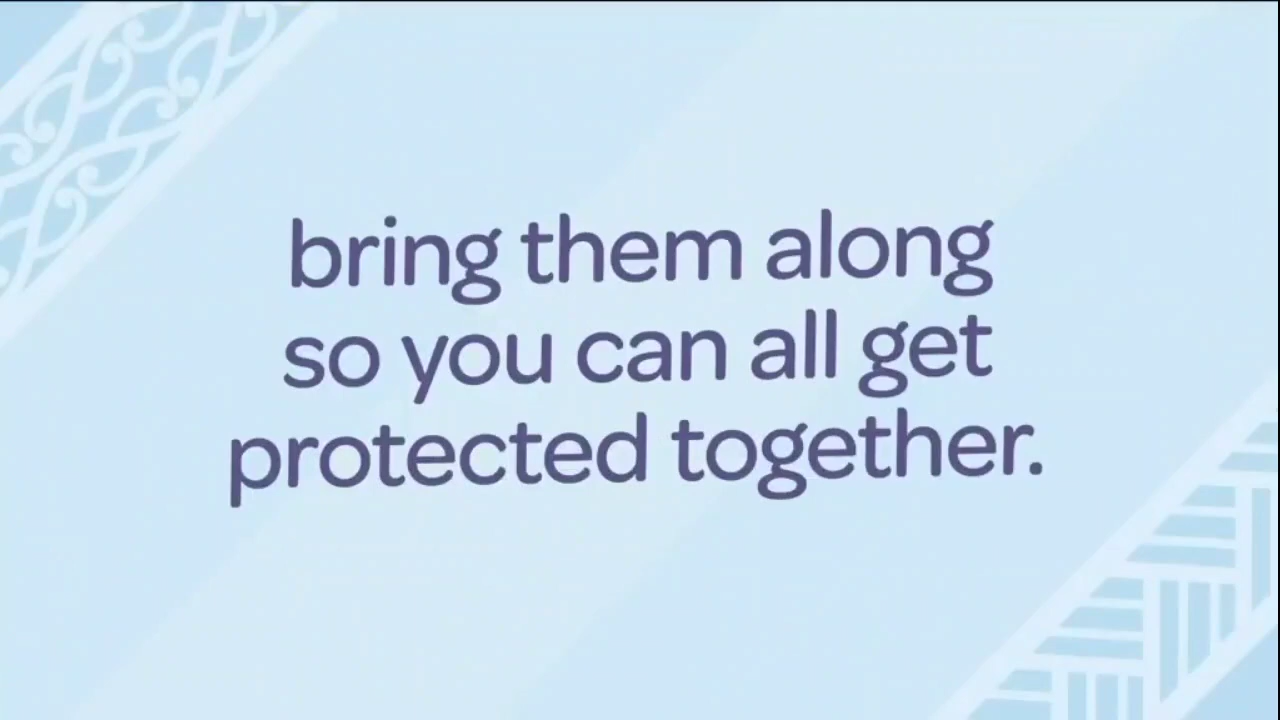 bring them along
so you can all get
protected together.